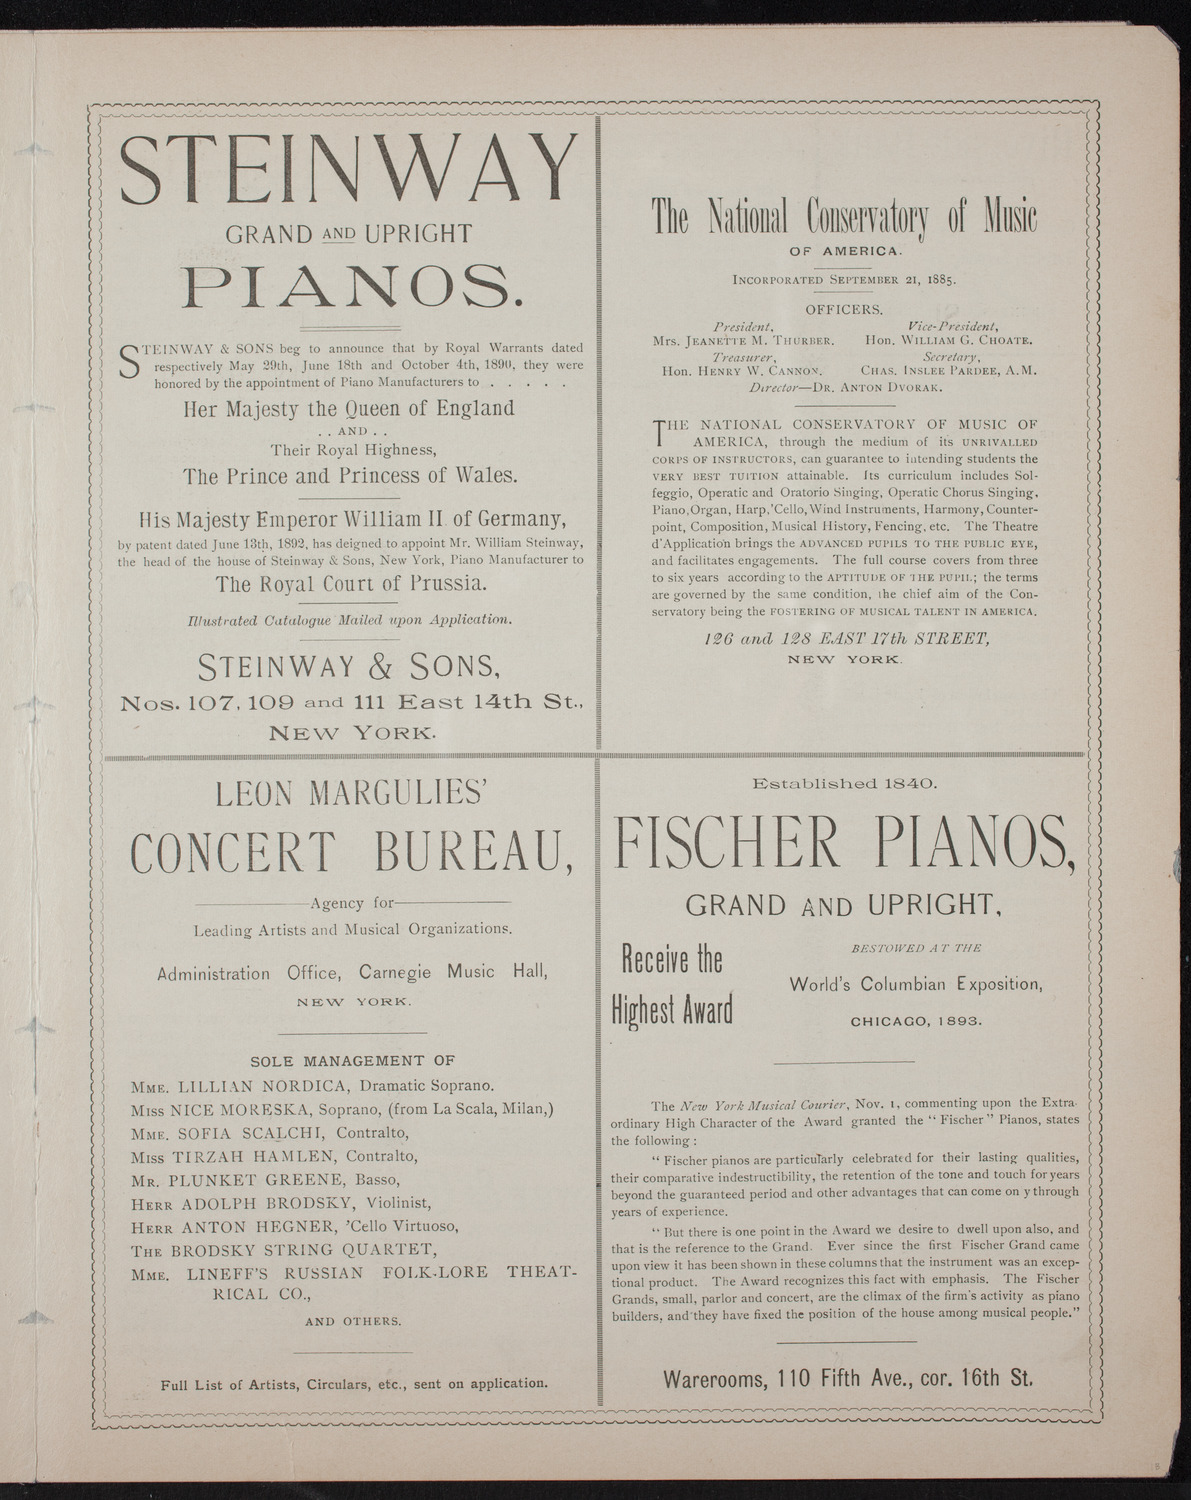 STEINWAY
GRAND AND UPRIGHT
PIANOS.
STEINWAY & SONS beg to announce that by Royal Warrants dated
respectively May 29th, June 18th and October 4th, 1890, they were
honored by the appointment of Piano Manufacturers to . . . . .
Her Majesty the Queen of England
. . AND . .
Their Royal Highness,
The Prince and Princess of Wales.
His Majesty Emperor William II. of Germany,
by patent dated June 13th, 1892, has deigned to appoint Mr. William Steinway,
the head of the house of Steinway & Sons, New York, Piano Manufacturer to
The Royal Court of Prussia.
Illustrated Catalogue Mailed upon Application.
STEINWAY & SONS,
Nos. 107, 109 and 111 East 14th St.,
NEW YORK.
The National Conservatory of Music
OF AMERICA.
INCORPORATED SEPTEMBER 21, 1885.
OFFICERS.
President, Vice-President,
Mrs. JEANETTE M. THURBER. Hon. WILLIAM G. CHOATE.
Treasurer, Secretary,
Hon. HENRY W. CANNON. CHAS. INSLEE PARDEE, A.M.
Director—DR. ANTON DVORAK.
THE NATIONAL CONSERVATORY OF MUSIC OF
AMERICA, through the medium of its UNRIVALLED
CORPS OF INSTRUCTORS, can guarantee to intending students the
VERY BEST TUITION attainable. Its curriculum includes Sol-
feggio, Operatic and Oratorio Singing, Operatic Chorus Singing,
Piano, Organ, Harp, 'Cello, Wind Instruments, Harmony, Counter-
point, Composition, Musical History, Fencing, etc. The Theatre
d'Application brings the ADVANCED PUPILS TO THE PUBLIC EYE,
and facilitates engagements. The full course covers from three
to six years according to the APTITUDE OF THE PUPIL; the terms
are governed by the same condition, the chief aim of the Con-
servatory being the FOSTERING OF MUSICAL TALENT IN AMERICA.
126 and 128 EAST 17th STREET,
NEW YORK.
LEON MARGULIES'
CONCERT BUREAU,
Agency for
Leading Artists and Musical Organizations.
Administration Office, Carnegie Music Hall,
NEW YORK.
SOLE MANAGEMENT OF
MME. LILLIAN NORDICA, Dramatic Soprano.
MISS NICE MORESKA, Soprano, (from La Scala, Milan,)
MME. SOFIA SCALCHI, Contralto,
MISS TIRZAH HAMLEN, Contralto,
MR. PLUNKET GREENE, Basso,
HERR ADOLPH BRODSKY, Violinist,
HERR ANTON HEGNER, 'Cello Virtuoso,
THE BRODSKY STRING QUARTET,
MME. LINEFF'S RUSSIAN FOLK-LORE THEAT-
RICAL CO.,
AND OTHERS.
Full List of Artists, Circulars, etc., sent on application.
Established 1840.
FISCHER PIANOS,
GRAND AND UPRIGHT,
Receive the
Highest Award
BESTOWED AT THE
World's Columbian Exposition,
CHICAGO, 1893.
The New York Musical Courier, Nov. 1, commenting upon the Extra-
ordinary High Character of the Award granted the "Fischer" Pianos, states
the following:
"Fischer pianos are particularly celebrated for their lasting qualities,
their comparative indestructibility, the retention of the tone and touch for years
beyond the guaranteed period and other advantages that can come on y through
years of experience.
"But there is one point in the Award we desire to dwell upon also, and
that is the reference to the Grand. Ever since the first Fischer Grand came
upon view it has been shown in these columns that the instrument was an excep-
tional product. The Award recognizes this fact with emphasis. The Fischer
Grands, small, parlor and concert, are the climax of the firm's activity as piano
builders, and they have fixed the position of the house among musical people."
Warerooms, 110 Fifth Ave., cor. 16th St.